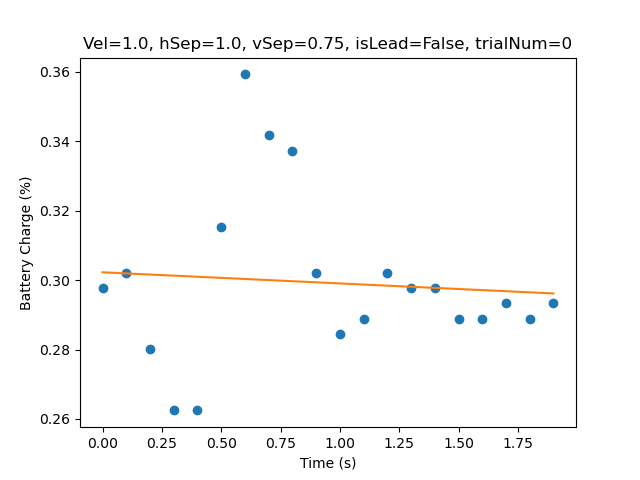 Vel=1.0, hSep=1.0, vSep=0.75, isLead=False, trialNum=0
Battery Charge (%)
0.36
0.34
0.32
0.30
0.28
0.26
0.00 0.25 0.50 0.75 1.00 1.25 1.50 1.75
Time (s)